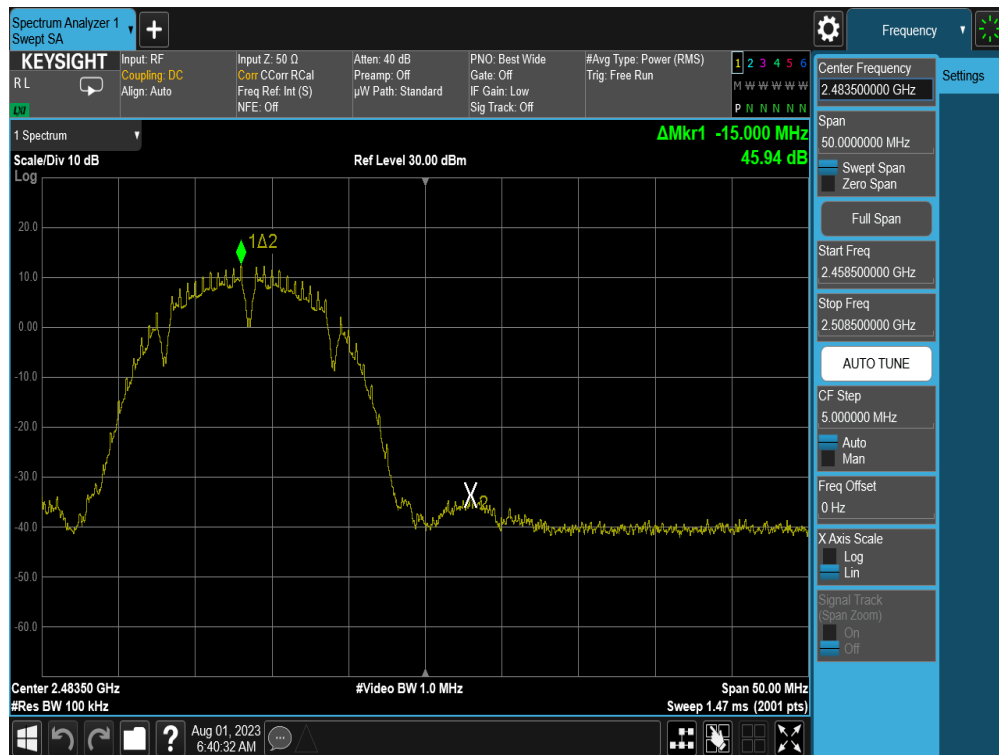 Spectrum Analyzer 1
Swept SA
Frequency
KEYSIGHT
R L
LXI
Input: RF
Coupling: DC
Align: Auto
Input Z: 50 Ω
Corr CCorr RCal
Freq Ref: Int (S)
NFE: Off
Atten: 40 dB
Preamp: Off
µW Path: Standard
PNO: Best Wide
Gate: Off
IF Gain: Low
Sig Track: Off
#Avg Type: Power (RMS)
Trig: Free Run
1 2 3 4 5 6
M W W W W W
P N N N N N
Center Frequency
2.483500000 GHz
Settings
Span
50.0000000 MHz
Swept Span
Zero Span
Full Span
Start Freq
2.458500000 GHz
Stop Freq
2.508500000 GHz
AUTO TUNE
CF Step
5.000000 MHz
Auto
Man
Freq Offset
0 Hz
X Axis Scale
Log
Lin
Signal Track
(Span Zoom)
On
Off
1 Spectrum
ΔMkr1 -15.000 MHz
45.94 dB
Scale/Div 10 dB
Ref Level 30.00 dBm
Log
20.0
1Δ2
10.0
0.00
-10.0
-20.0
-30.0
X2
-40.0
-50.0
-60.0
Center 2.48350 GHz
#Video BW 1.0 MHz
Span 50.00 MHz
#Res BW 100 kHz
Sweep 1.47 ms (2001 pts)
?
Aug 01, 2023
6:40:32 AM